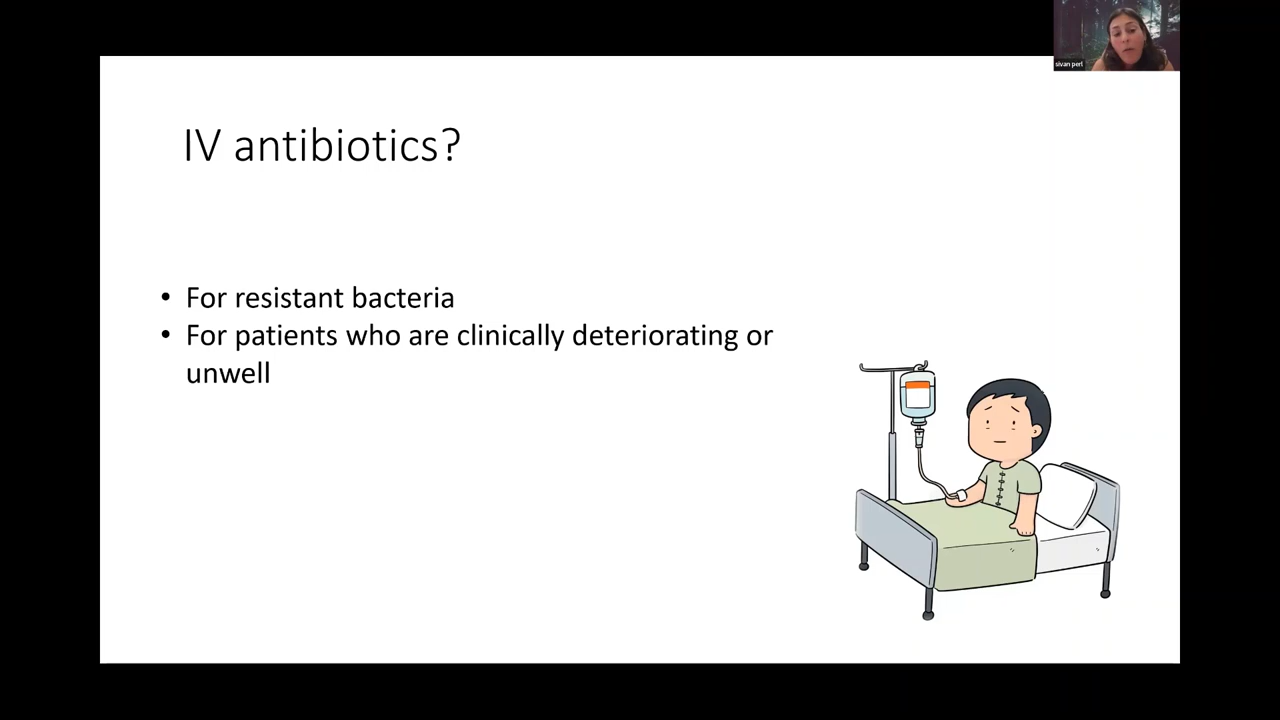 sivan perl
IV antibiotics?
• For resistant bacteria
• For patients who are clinically deteriorating or
unwell